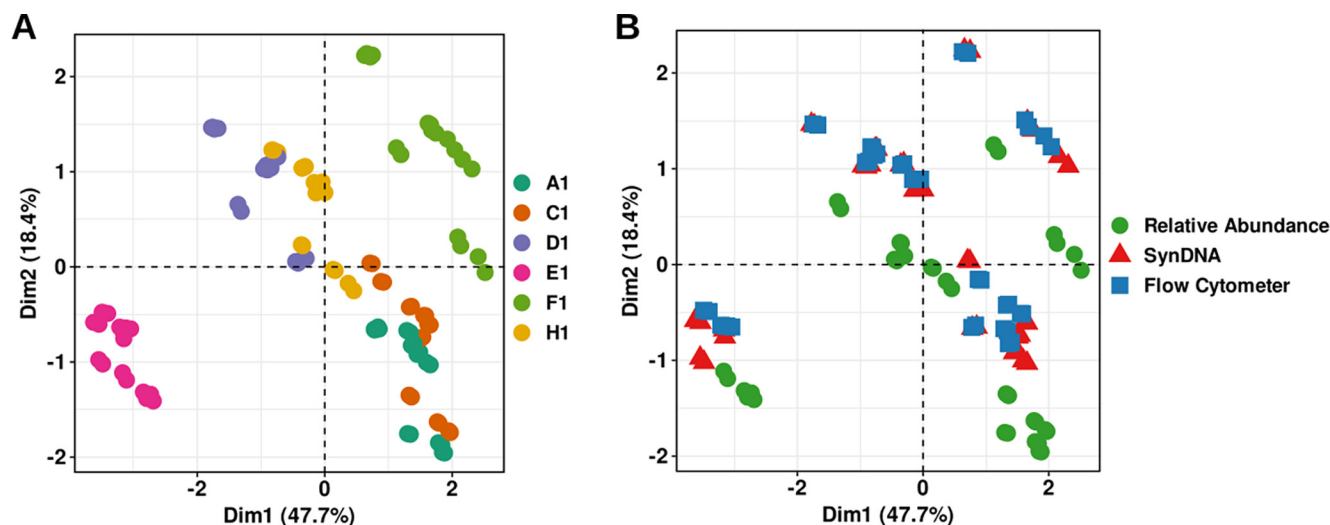 A
Dim2 (18.4%)
2
1
0
-1
-2
-2
0
2
Dim1 (47.7%)
A1
C1
D1
E1
F1
H1
B
Dim2 (18.4%)
2
1
0
-1
-2
-2
0
2
Dim1 (47.7%)
Relative Abundance
SynDNA
Flow Cytometer